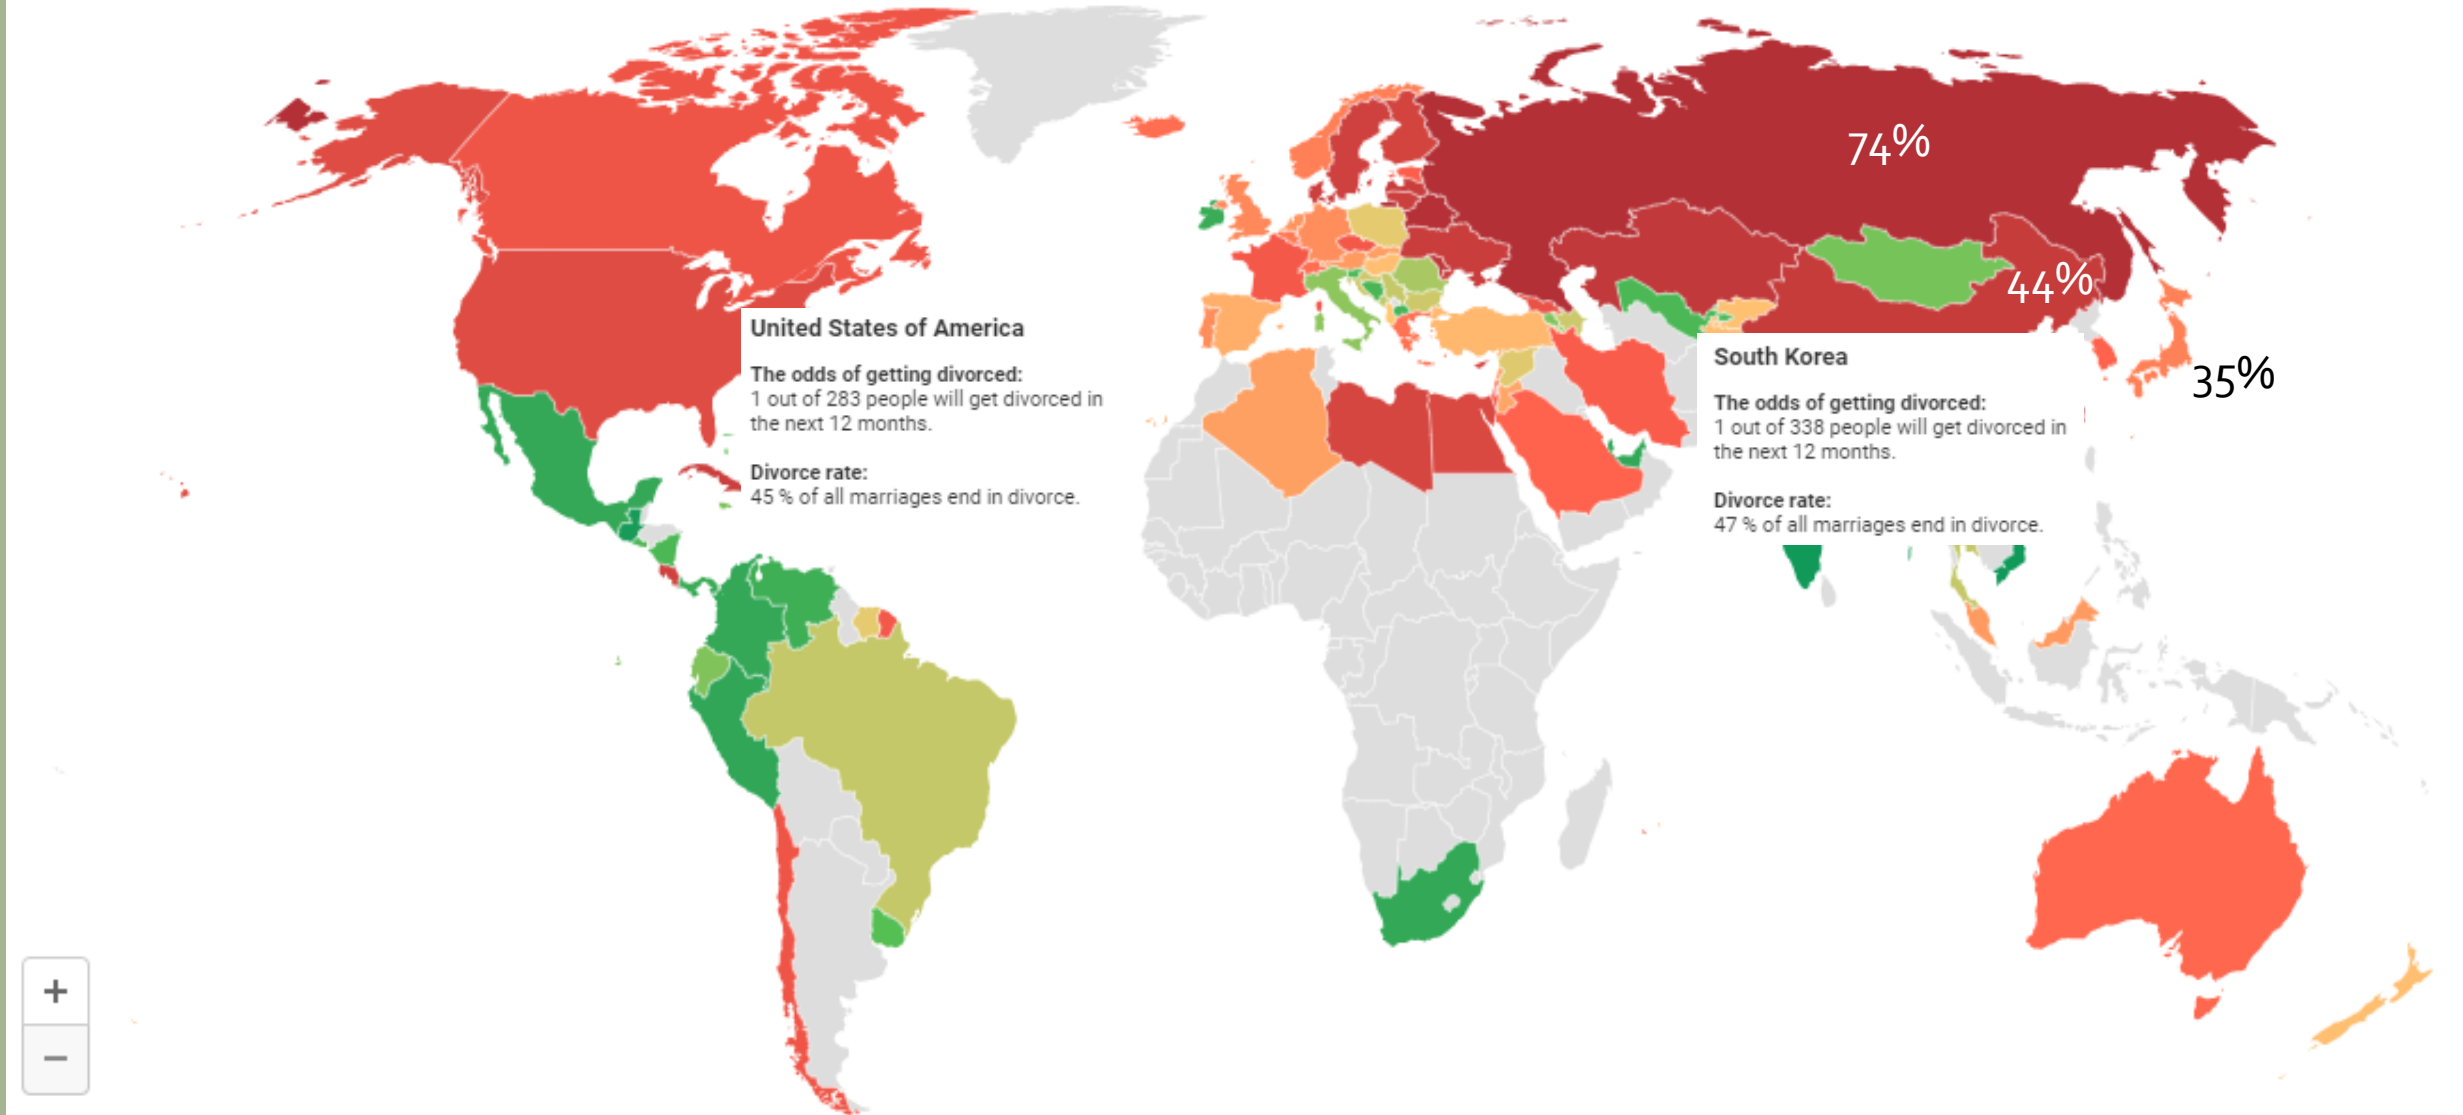 74%
44%
United States of America
The odds of getting divorced:
1 out of 283 people will get divorced in
the next 12 months.
Divorce rate:
45 % of all marriages end in divorce.
South Korea
The odds of getting divorced:
1 out of 338 people will get divorced in
the next 12 months.
Divorce rate:
47 % of all marriages end in divorce.
35%
+
−